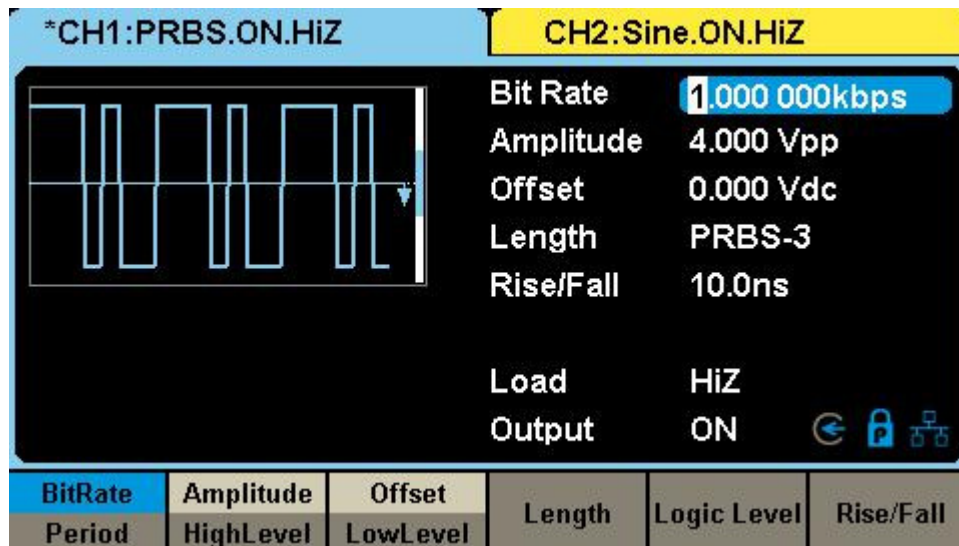 *CH1:PRBS.ON.HiZ
CH2:Sine.ON.HiZ
Bit Rate 1.000 000kbps
Amplitude 4.000 Vpp
Offset 0.000 Vdc
Length PRBS-3
Rise/Fall 10.0ns
Load HiZ
Output ON
P
BitRate Amplitude Offset Length Logic Level Rise/Fall
Period HighLevel LowLevel